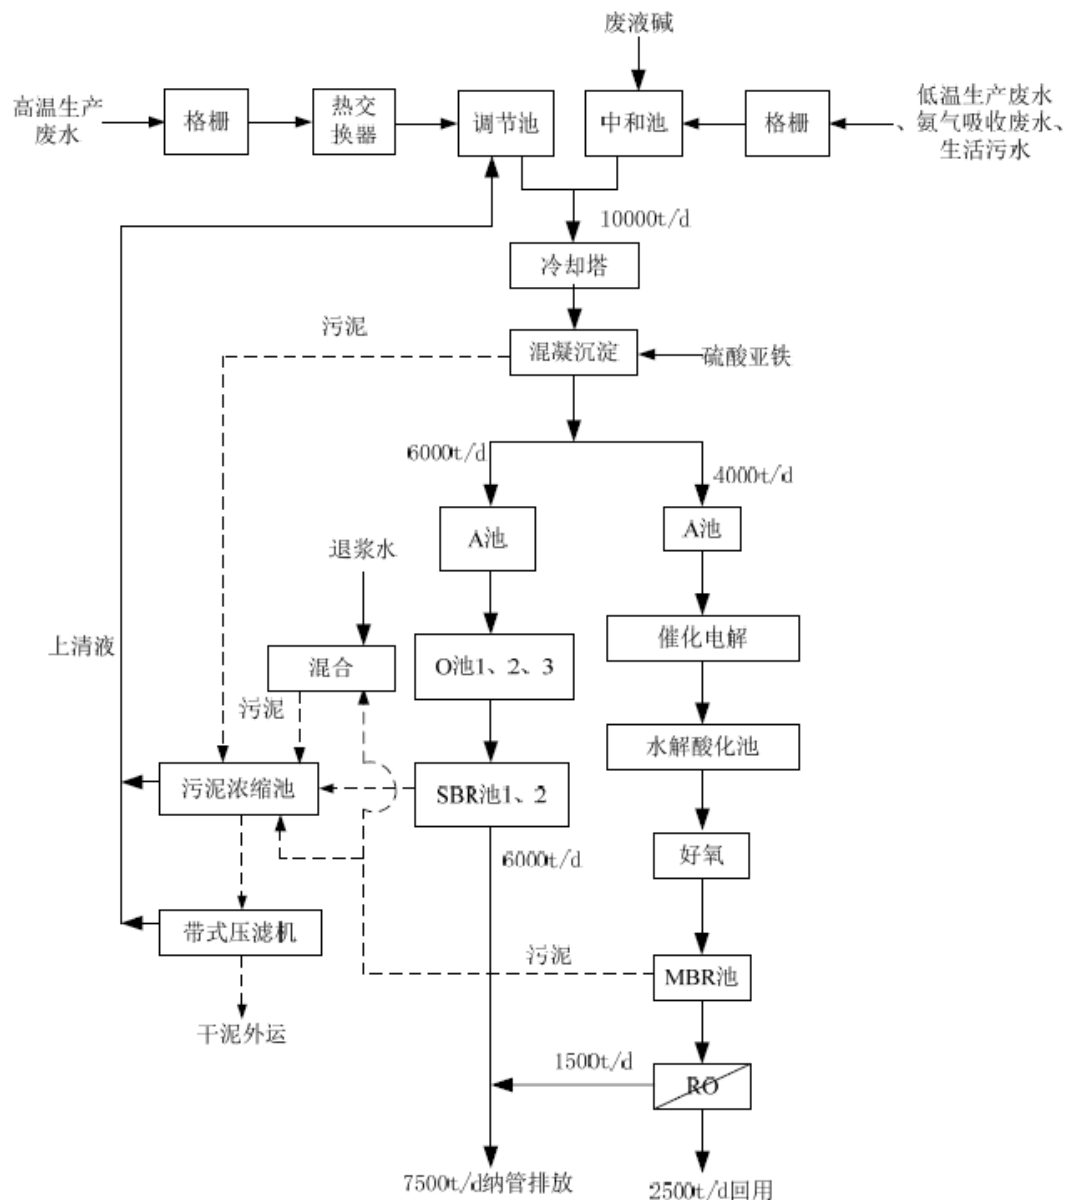 废液碱
高温生产
废水
格栅
热交
换器
调节池
中和池
格栅
低温生产废水
、氨气吸收废水、
生活污水
10000t/d
冷却塔
污泥
混凝沉淀
硫酸亚铁
6000t/d
4000t/d
A池
A池
退浆水
催化电解
上清液
混合
O池1、2、3
污泥
水解酸化池
污泥浓缩池
SBR池1、2
6000t/d
好氧
带式压滤机
污泥
MBR池
干泥外运
1500t/d
RO
7500t/d纳管排放
2500t/d回用